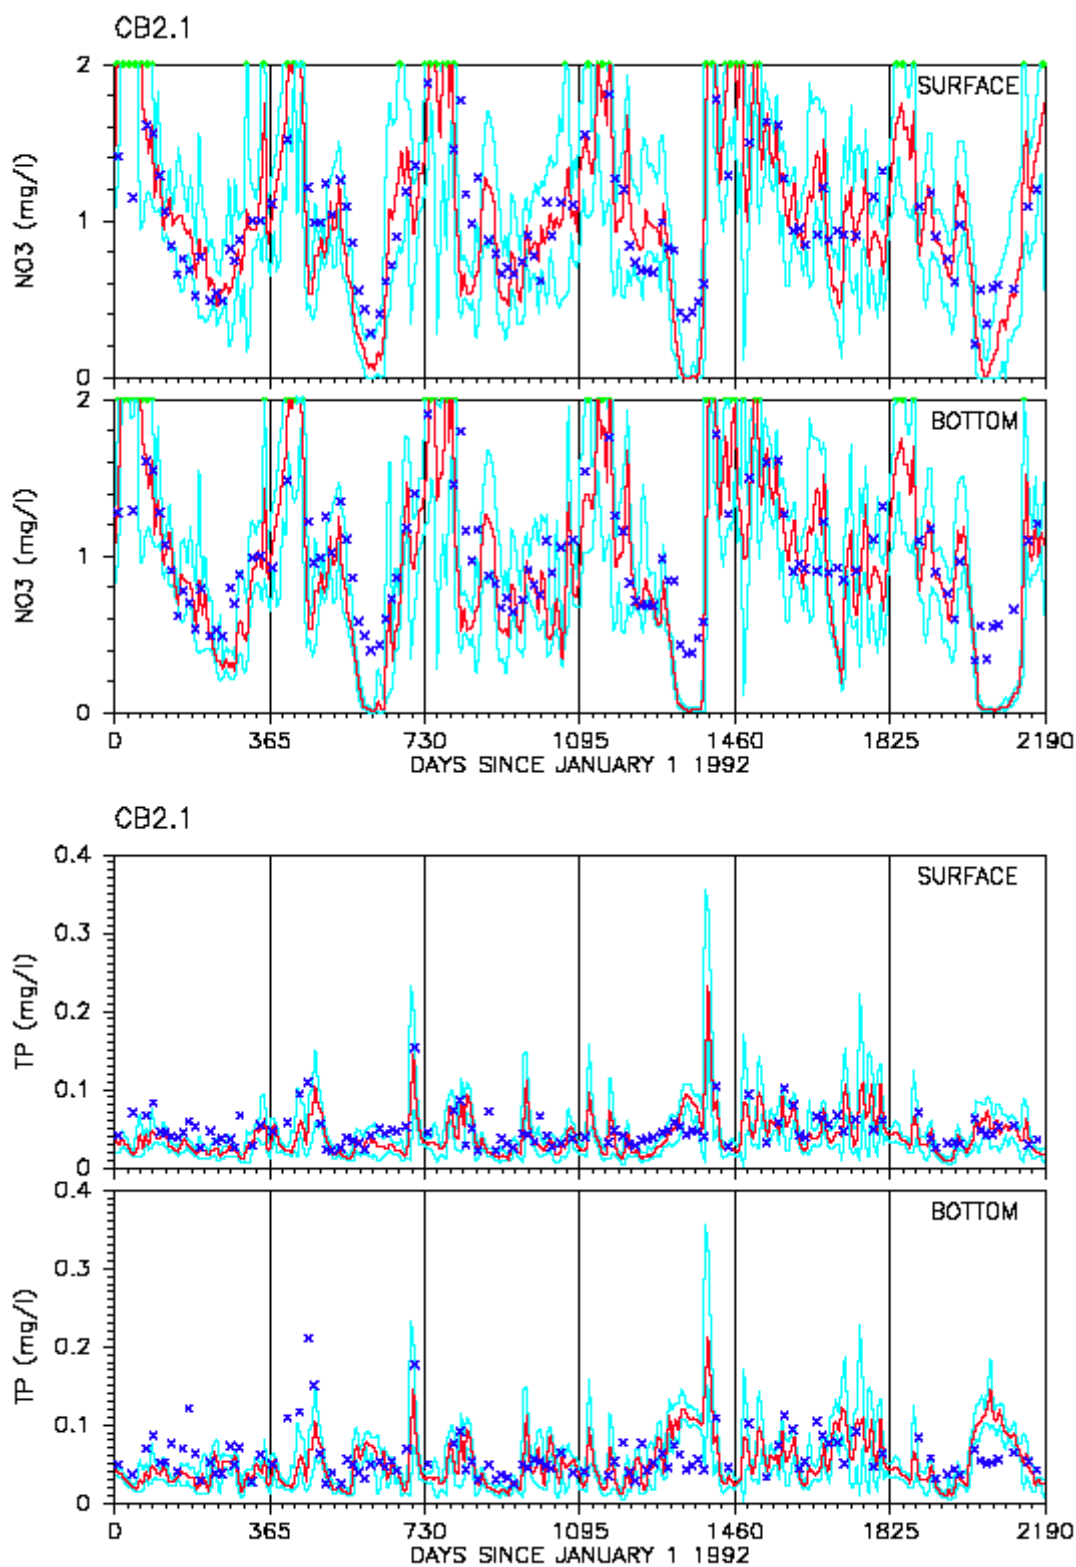 CB2.1
2
SURFACE
1
NO3 (mg/l)
0
2
BOTTOM
1
NO3 (mg/l)
0
0 365 730 1095 1460 1825 2190
DAYS SINCE JANUARY 1 1992
CB2.1
0.4
SURFACE
0.3
0.2
TP (mg/l)
0.1
0
0.4
BOTTOM
0.3
0.2
TP (mg/l)
0.1
0
0 365 730 1095 1460 1825 2190
DAYS SINCE JANUARY 1 1992